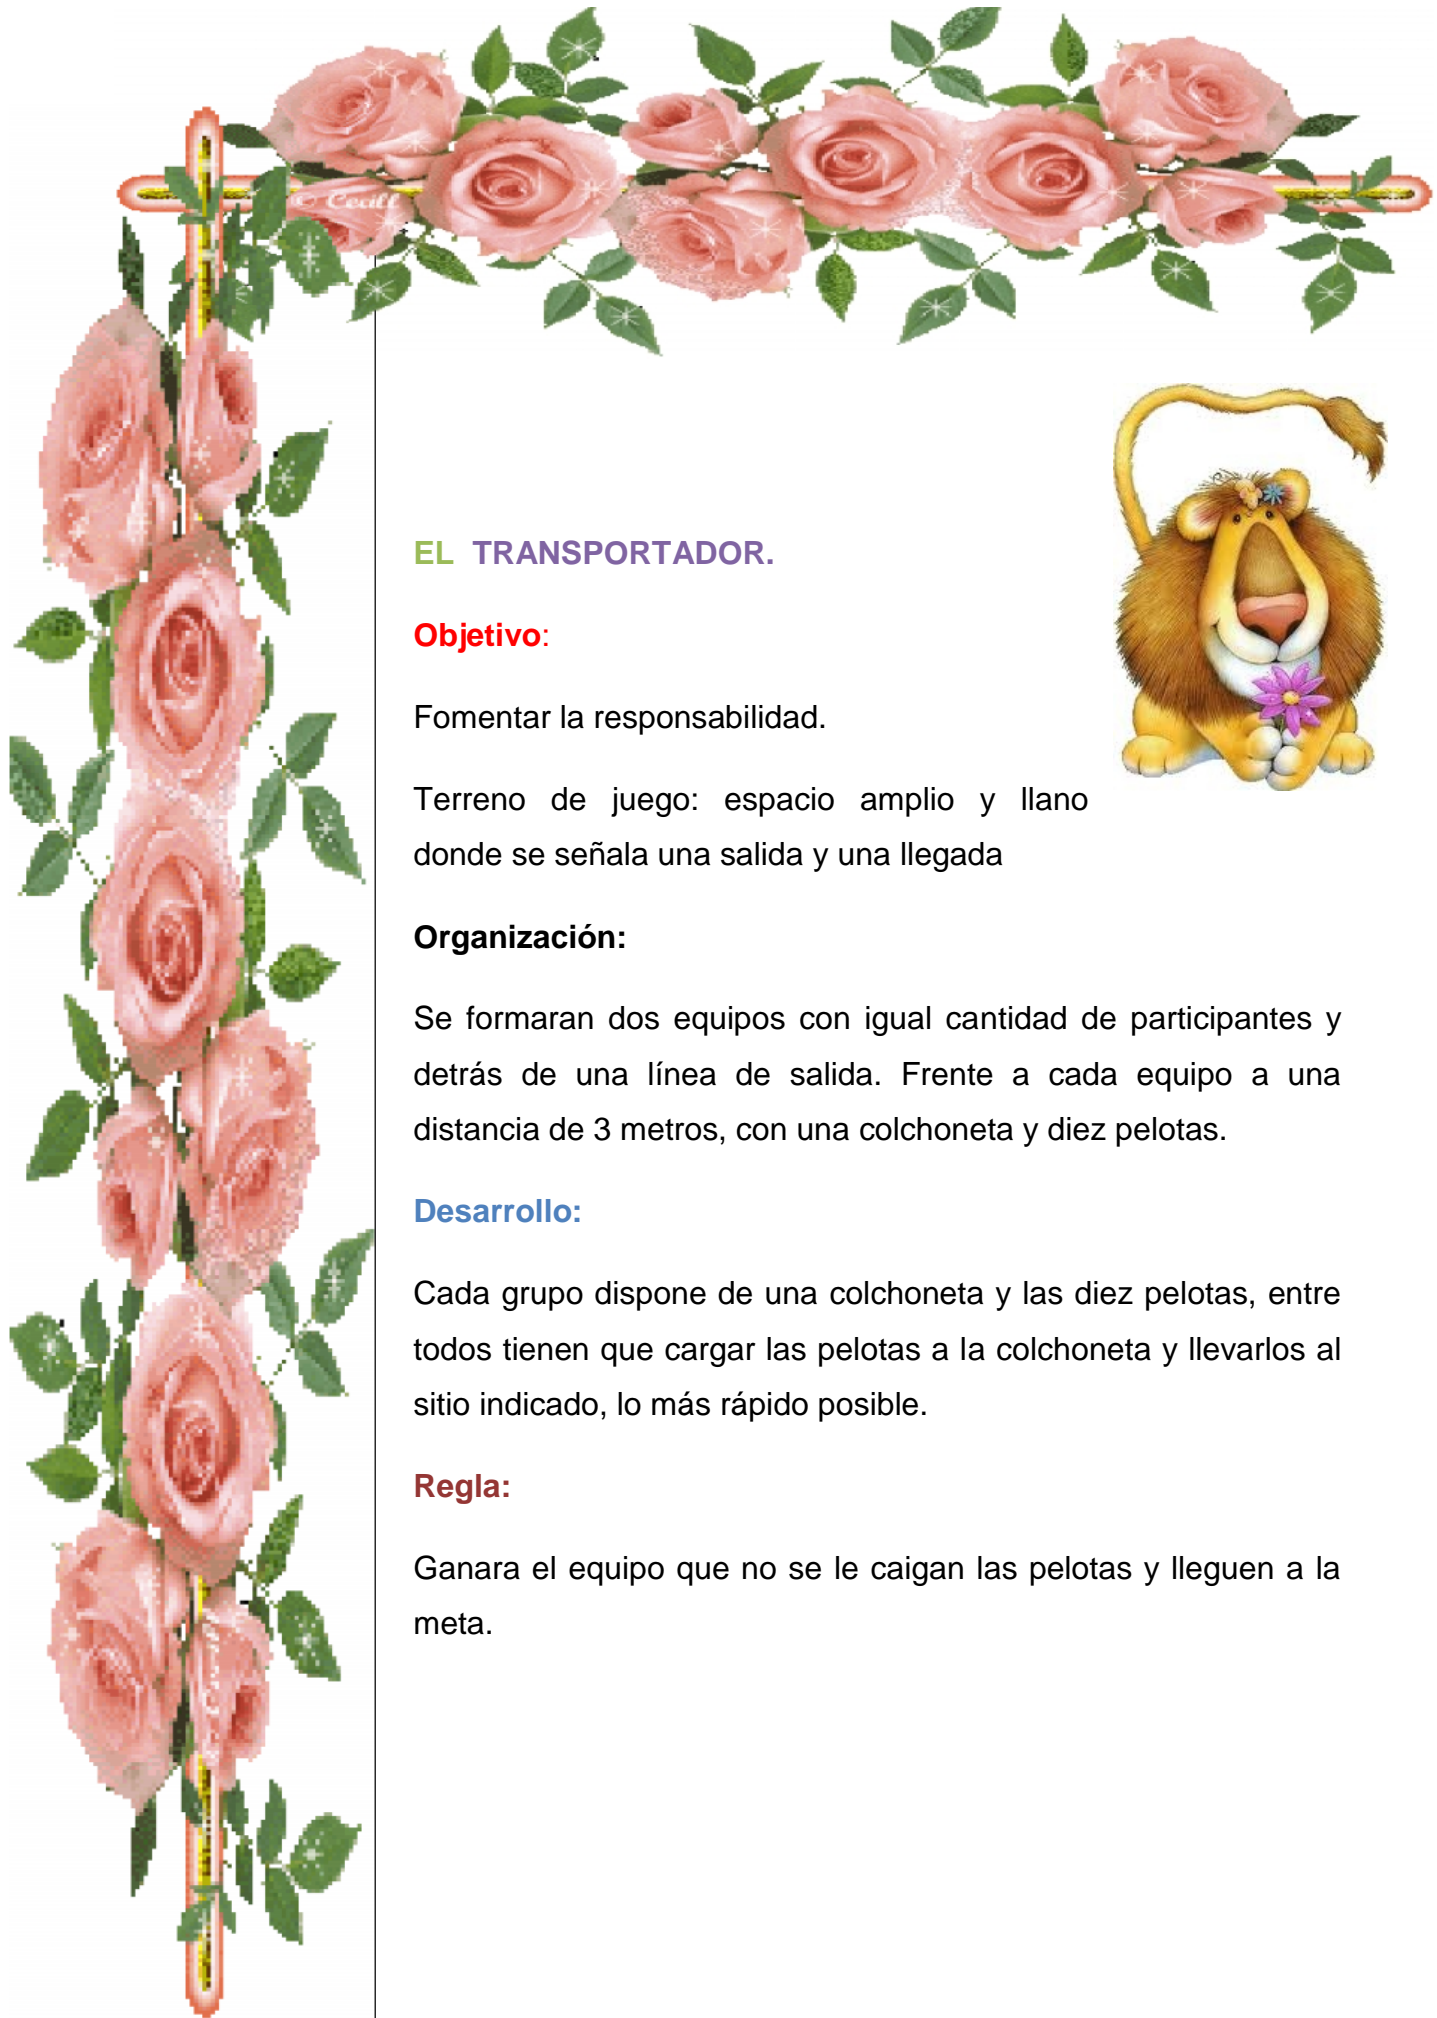 © Cecill
EL TRANSPORTADOR.
Objetivo:
Fomentar la responsabilidad.
Terreno de juego: espacio amplio y llano
donde se señala una salida y una llegada
Organización:
Se formaran dos equipos con igual cantidad de participantes y
detrás de una línea de salida. Frente a cada equipo a una
distancia de 3 metros, con una colchoneta y diez pelotas.
Desarrollo:
Cada grupo dispone de una colchoneta y las diez pelotas, entre
todos tienen que cargar las pelotas a la colchoneta y llevarlos al
sitio indicado, lo más rápido posible.
Regla:
Ganara el equipo que no se le caigan las pelotas y lleguen a la
meta.